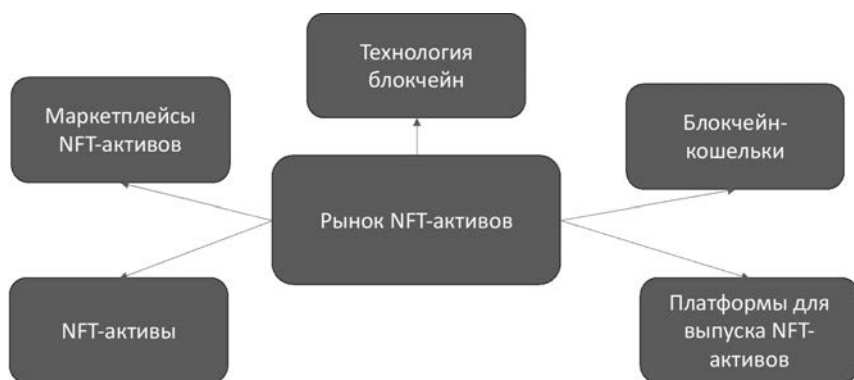 Технология
блокчейн
Маркетплейсы
NFT-активов
Блокчейн-
кошельки
Рынок NFT-активов
NFT-активы
Платформы для
выпуска NFT-
активов